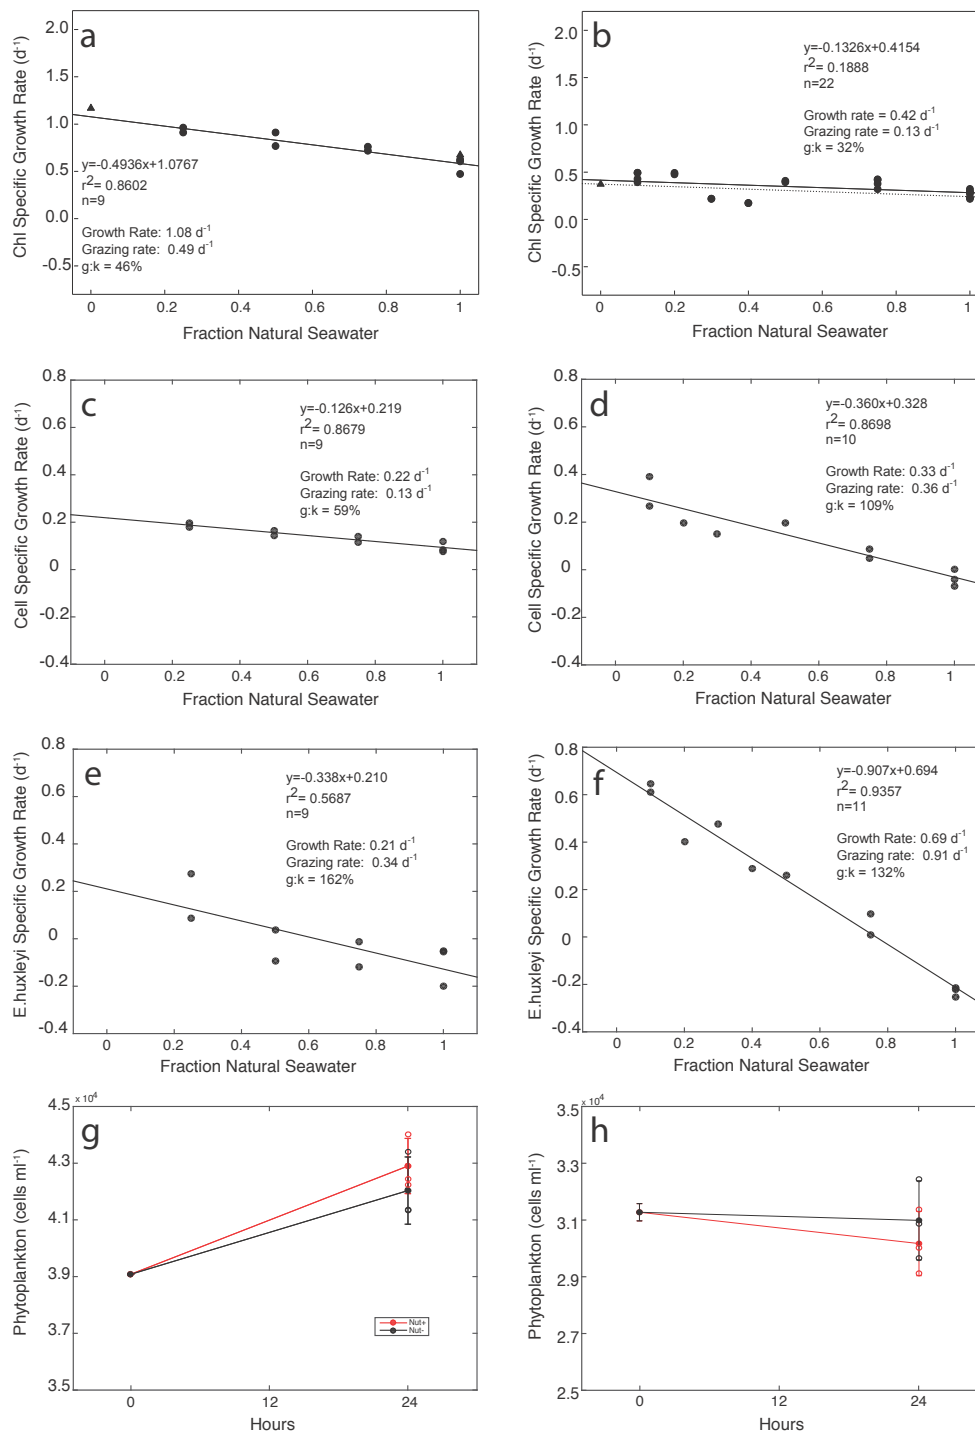 a
2.0
1.5
1.0
0.5
0.0
-0.5
Chl Specific Growth Rate (d-1)
y=-0.4936x+1.0767
r2= 0.8602
n=9
Growth Rate: 1.08 d-1
Grazing rate: 0.49 d-1
g:k = 46%
0 0.2 0.4 0.6 0.8 1
Fraction Natural Seawater
b
2.0
1.5
1.0
0.5
0.0
-0.5
Chl Specific Growth Rate (d-1)
y=-0.1326x+0.4154
r2= 0.1888
n=22
Growth rate = 0.42 d-1
Grazing rate = 0.13 d-1
g:k = 32%
0 0.2 0.4 0.6 0.8 1
Fraction Natural Seawater
c
0.8
0.6
0.4
0.2
0
-0.2
-0.4
Cell Specific Growth Rate (d-1)
y=-0.126x+0.219
r2= 0.8679
n=9
Growth Rate: 0.22 d-1
Grazing rate: 0.13 d-1
g:k = 59%
0 0.2 0.4 0.6 0.8 1
Fraction Natural Seawater
d
0.8
0.6
0.4
0.2
0
-0.2
-0.4
Cell Specific Growth Rate (d-1)
y=-0.360x+0.328
r2= 0.8698
n=10
Growth Rate: 0.33 d-1
Grazing rate: 0.36 d-1
g:k = 109%
0 0.2 0.4 0.6 0.8 1
Fraction Natural Seawater
e
0.8
0.6
0.4
0.2
0
-0.2
-0.4
E.huxleyi Specific Growth Rate (d-1)
y=-0.338x+0.210
r2= 0.5687
n=9
Growth Rate: 0.21 d-1
Grazing rate: 0.34 d-1
g:k = 162%
0 0.2 0.4 0.6 0.8 1
Fraction Natural Seawater
f
0.8
0.6
0.4
0.2
0
-0.2
-0.4
E.huxleyi Specific Growth Rate (d-1)
y=-0.907x+0.694
r2= 0.9357
n=11
Growth Rate: 0.69 d-1
Grazing rate: 0.91 d-1
g:k = 132%
0 0.2 0.4 0.6 0.8 1
Fraction Natural Seawater
g
x 10^4
4.5
4.3
4.1
3.9
3.7
3.5
Phytoplankton (cells ml-1)
Nut+
Nut-
0 12 24
Hours
h
x 10^4
3.5
3.3
3.1
2.9
2.7
2.5
Phytoplankton (cells ml-1)
0 12 24
Hours